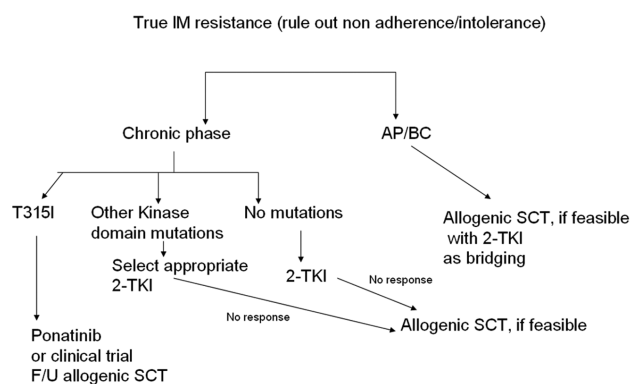 True IM resistance (rule out non adherence/intolerance)
Chronic phase
AP/BC
T315I
Other Kinase
domain mutations
No mutations
Allogenic SCT, if feasible
with 2-TKI
as bridging
Select appropriate
2-TKI
2-TKI
No response
No response
Allogenic SCT, if feasible
Ponatinib
or clinical trial
F/U allogenic SCT